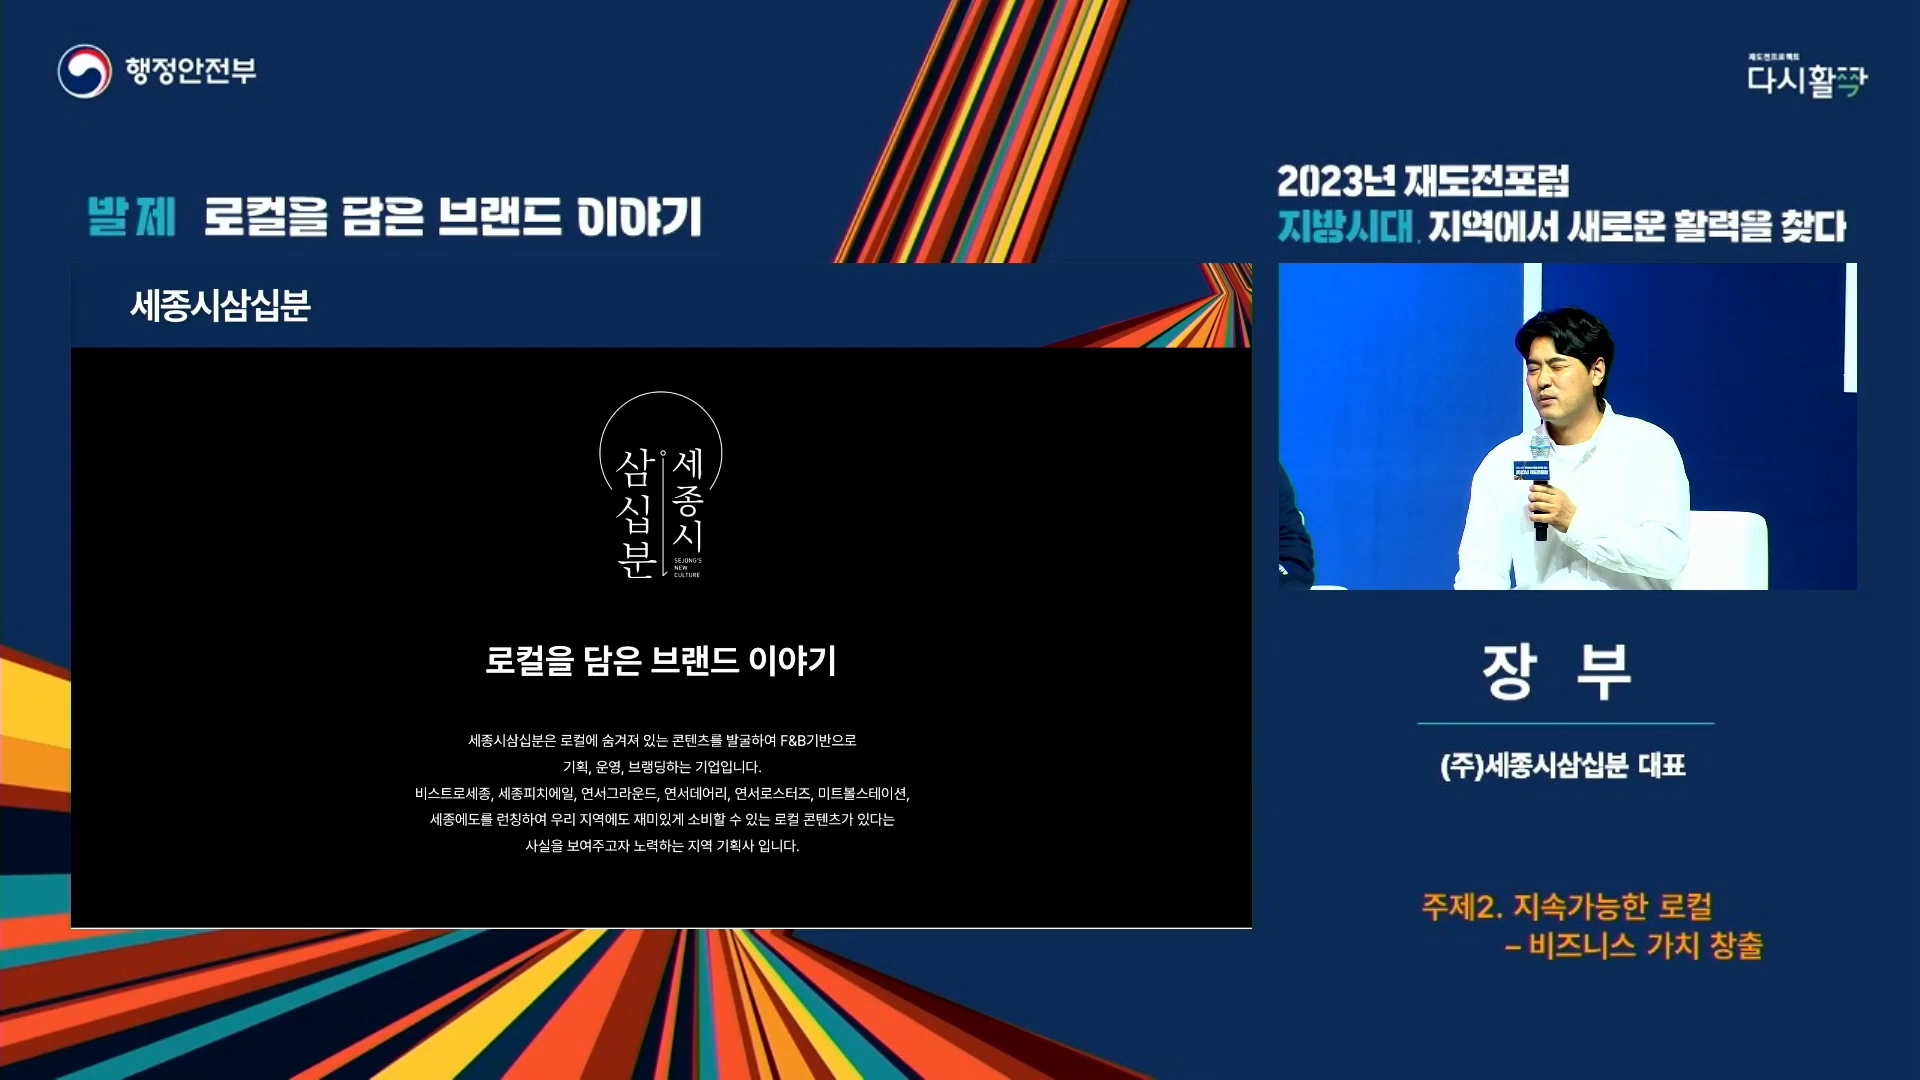 행정안전부
재도전프로젝트
다시활짝
발제 로컬을 담은 브랜드 이야기
2023년 재도전포럼
지방시대, 지역에서 새로운 활력을 찾다
세종시삼십분
세종시
삼십분
SEJONG'S
NEW
CULTURE
로컬을 담은 브랜드 이야기
세종시삼십분은 로컬에 숨겨져 있는 콘텐츠를 발굴하여 F&B기반으로
기획, 운영, 브랭딩하는 기업입니다.
비스트로세종, 세종피치에일, 연서그라운드, 연서데어리, 연서로스터즈, 미트볼스테이션,
세종에도를 런칭하여 우리 지역에도 재미있게 소비할 수 있는 로컬 콘텐츠가 있다는
사실을 보여주고자 노력하는 지역 기획사 입니다.
장 부
(주)세종시삼십분 대표
주제2. 지속가능한 로컬
– 비즈니스 가치 창출